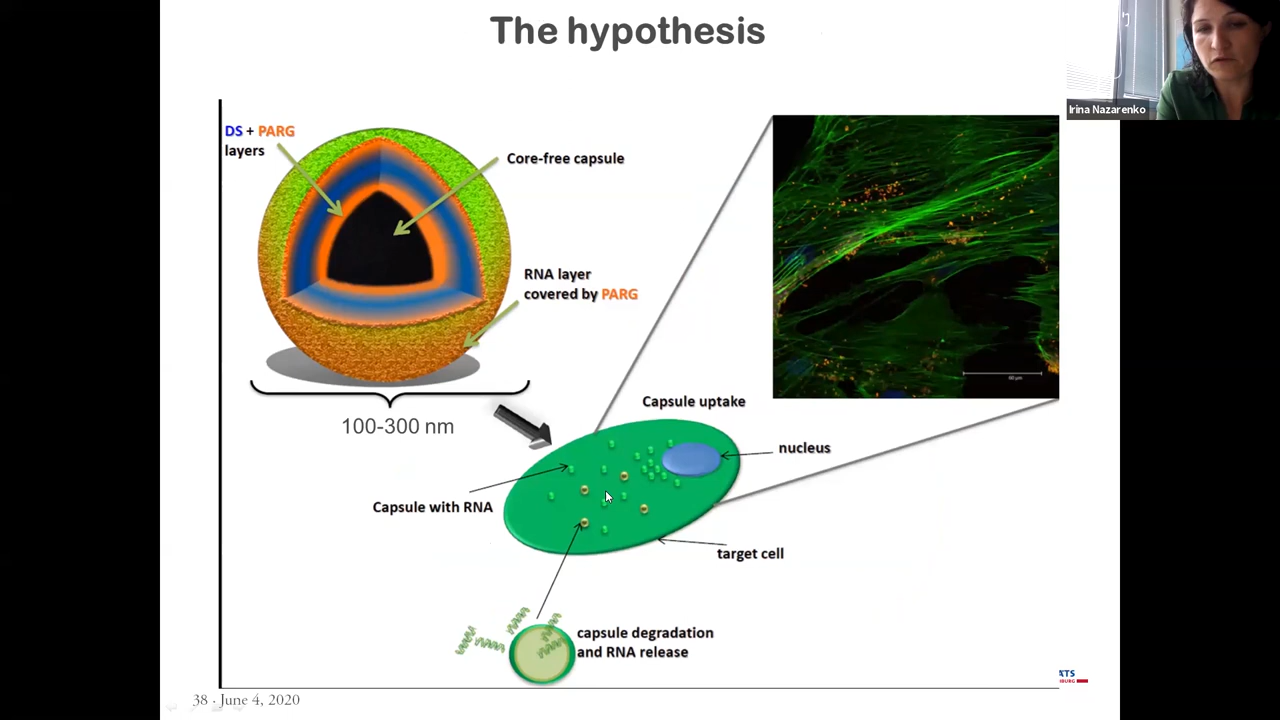 The hypothesis
Irina Nazarenko
DS + PARG
layers
Core-free capsule
RNA layer
covered by PARG
100-300 nm
Capsule uptake
nucleus
Capsule with RNA
target cell
capsule degradation
and RNA release
38 · June 4, 2020